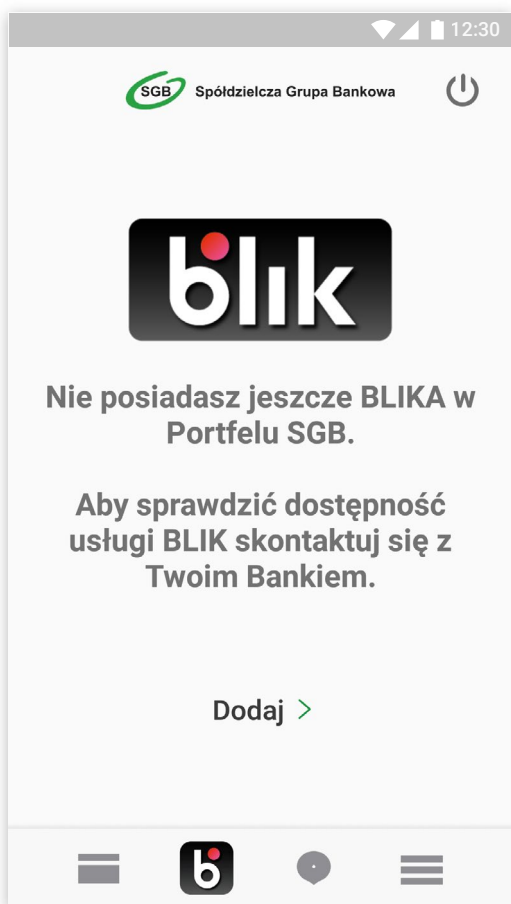 12:30
SGB Spółdzielcza Grupa Bankowa
blik
Nie posiadasz jeszcze BLIKA w
Portfelu SGB.
Aby sprawdzić dostępność
usługi BLIK skontaktuj się z
Twoim Bankiem.
Dodaj >
b